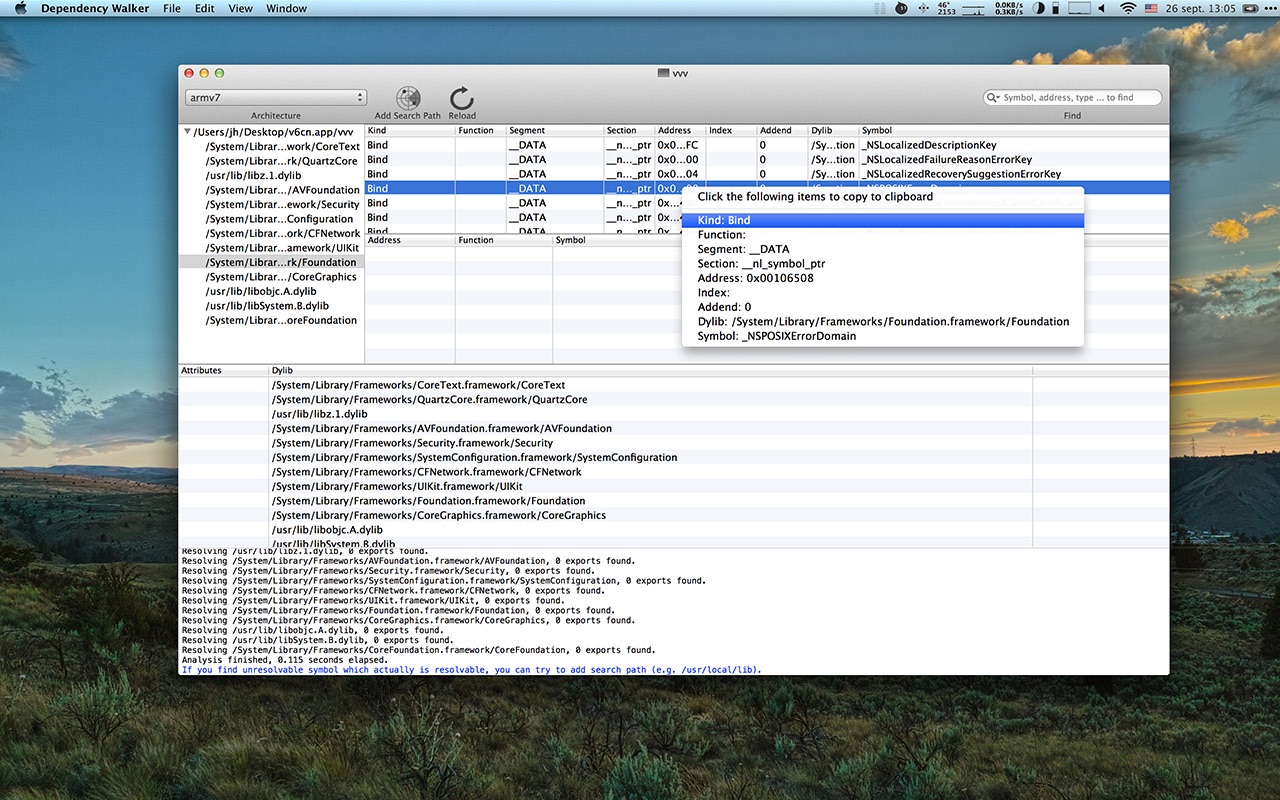 Dependency Walker File Edit View Window 46° 2153 0.0KB/s 0.3KB/s 26 sept. 13:05
vvv
armv7
Symbol, address, type ... to find
Architecture Add Search Path Reload Find
/Users/jh/Desktop/v6cn.app/vvv
/System/Librar...work/CoreText
/System/Librar...rk/QuartzCore
/usr/lib/libz.1.dylib
/System/Librar.../AVFoundation
/System/Librar...ework/Security
/System/Librar...Configuration
/System/Librar...ork/CFNetwork
/System/Librar...amework/UIKit
/System/Librar...rk/Foundation
/System/Librar.../CoreGraphics
/usr/lib/libobjc.A.dylib
/usr/lib/libSystem.B.dylib
/System/Librar...oreFoundation
Kind Function Segment Section Address Index Addend Dylib Symbol
Bind __DATA __n..._ptr 0x0...FC 0 /Sy...tion _NSLocalizedDescriptionKey
Bind __DATA __n..._ptr 0x0...00 0 /Sy...tion _NSLocalizedFailureReasonErrorKey
Bind __DATA __n..._ptr 0x0...04 0 /Sy...tion _NSLocalizedRecoverySuggestionErrorKey
Bind __DATA __n..._ptr
Bind __DATA __n..._ptr
Bind __DATA __n..._ptr
Bind __DATA __n..._ptr
Click the following items to copy to clipboard
Kind: Bind
Function:
Segment: __DATA
Section: __nl_symbol_ptr
Address: 0x00106508
Index:
Addend: 0
Dylib: /System/Library/Frameworks/Foundation.framework/Foundation
Symbol: _NSPOSIXErrorDomain
Address Function Symbol
Attributes Dylib
/System/Library/Frameworks/CoreText.framework/CoreText
/System/Library/Frameworks/QuartzCore.framework/QuartzCore
/usr/lib/libz.1.dylib
/System/Library/Frameworks/AVFoundation.framework/AVFoundation
/System/Library/Frameworks/Security.framework/Security
/System/Library/Frameworks/SystemConfiguration.framework/SystemConfiguration
/System/Library/Frameworks/CFNetwork.framework/CFNetwork
/System/Library/Frameworks/UIKit.framework/UIKit
/System/Library/Frameworks/Foundation.framework/Foundation
/System/Library/Frameworks/CoreGraphics.framework/CoreGraphics
/usr/lib/libobjc.A.dylib
/usr/lib/libSystem.B.dylib
Resolving /usr/lib/libz.1.dylib, 0 exports found.
Resolving /System/Library/Frameworks/AVFoundation.framework/AVFoundation, 0 exports found.
Resolving /System/Library/Frameworks/Security.framework/Security, 0 exports found.
Resolving /System/Library/Frameworks/SystemConfiguration.framework/SystemConfiguration, 0 exports found.
Resolving /System/Library/Frameworks/CFNetwork.framework/CFNetwork, 0 exports found.
Resolving /System/Library/Frameworks/UIKit.framework/UIKit, 0 exports found.
Resolving /System/Library/Frameworks/Foundation.framework/Foundation, 0 exports found.
Resolving /System/Library/Frameworks/CoreGraphics.framework/CoreGraphics, 0 exports found.
Resolving /usr/lib/libobjc.A.dylib, 0 exports found.
Resolving /usr/lib/libSystem.B.dylib, 0 exports found.
Resolving /System/Library/Frameworks/CoreFoundation.framework/CoreFoundation, 0 exports found.
Analysis finished, 0.115 seconds elapsed.
If you find unresolvable symbol which actually is resolvable, you can try to add search path (e.g. /usr/local/lib).